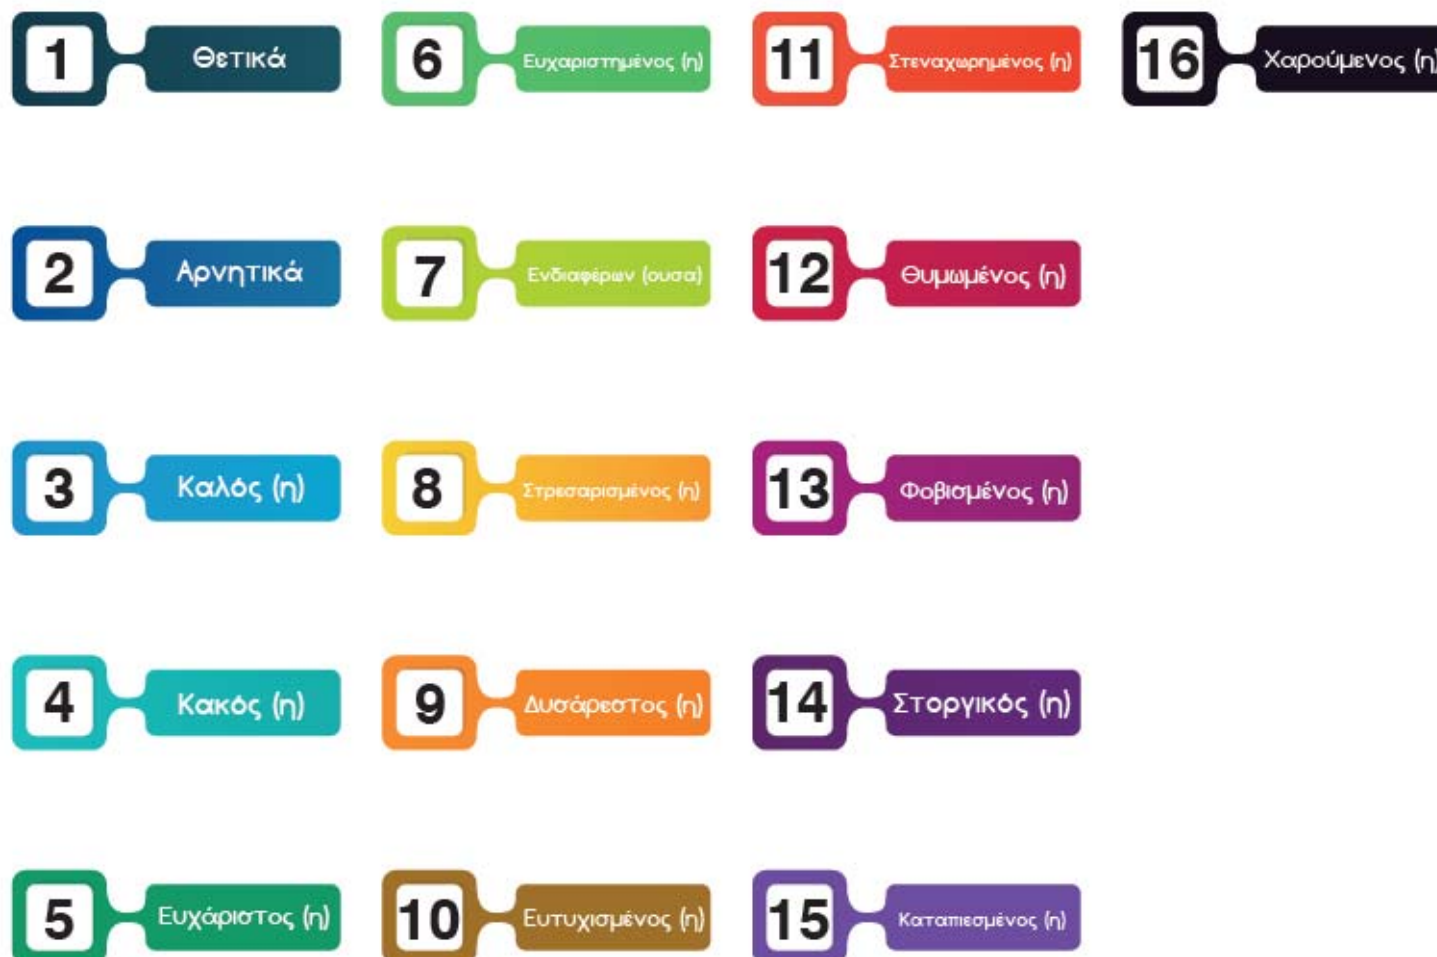 1 Θετικά
2 Αρνητικά
3 Καλός (η)
4 Κακός (η)
5 Ευχάριστος (η)
6 Ευχαριστημένος (η)
7 Ενδιαφέρων (ουσα)
8 Στρεσαρισμένος (η)
9 Δυσάρεστος (η)
10 Ευτυχισμένος (η)
11 Στεναχωρημένος (η)
12 Θυμωμένος (η)
13 Φοβισμένος (η)
14 Στοργικός (η)
15 Καταπιεσμένος (η)
16 Χαρούμενος (η)